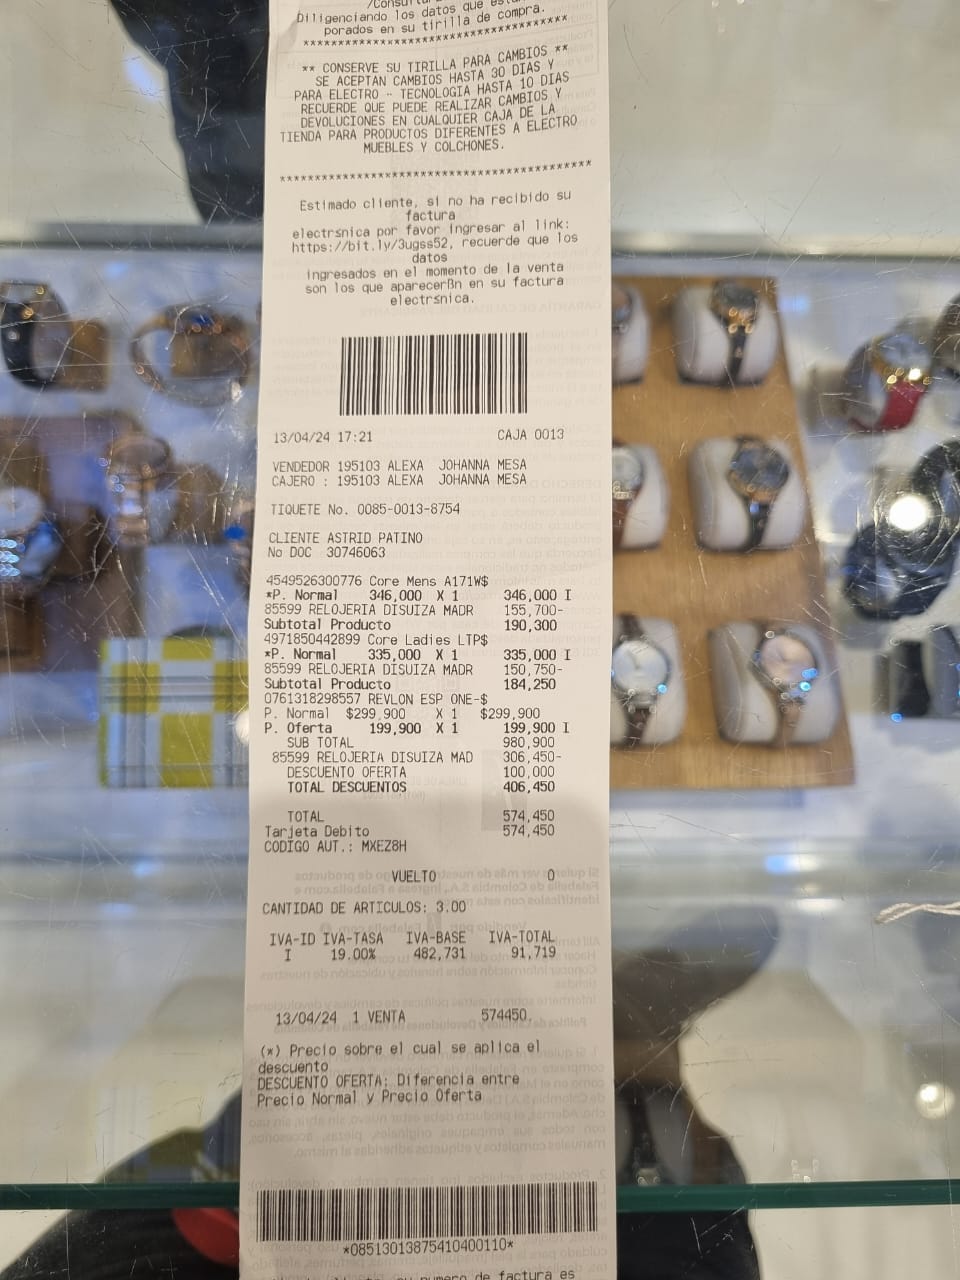 /Consulta
Diligenciando los datos que est
porados en su tirilla de compra.
****************************************
** CONSERVE SU TIRILLA PARA CAMBIOS **
SE ACEPTAN CAMBIOS HASTA 30 DIAS Y
PARA ELECTRO - TECNOLOGIA HASTA 10 DIAS
RECUERDE QUE PUEDE REALIZAR CAMBIOS Y
DEVOLUCIONES EN CUALQUIER CAJA DE LA
TIENDA PARA PRODUCTOS DIFERENTES A ELECTRO
MUEBLES Y COLCHONES.
****************************************
Estimado cliente, si no ha recibido su
factura
electrsnica por favor ingresar al link:
https://bit.ly/3ugss52, recuerde que los
datos
ingresados en el momento de la venta
son los que aparecerßn en su factura
electrsnica.
13/04/24 17:21 CAJA 0013
VENDEDOR 195103 ALEXA JOHANNA MESA
CAJERO : 195103 ALEXA JOHANNA MESA
TIQUETE No. 0085-0013-8754
CLIENTE ASTRID PATINO
No DOC 30746063
4549526300776 Core Mens A171W$
*P. Normal 346,000 X 1 346,000 I
85599 RELOJERIA DISUIZA MADR 155,700-
Subtotal Producto 190,300
4971850442899 Core Ladies LTP$
*P. Normal 335,000 X 1 335,000 I
85599 RELOJERIA DISUIZA MADR 150,750-
Subtotal Producto 184,250
0761318298557 REVLON ESP ONE-$
P. Normal $299,900 X 1 $299,900
P. Oferta 199,900 X 1 199,900 I
SUB TOTAL 980,900
85599 RELOJERIA DISUIZA MAD 306,450-
DESCUENTO OFERTA 100,000
TOTAL DESCUENTOS 406,450
TOTAL 574,450
Tarjeta Debito 574,450
CODIGO AUT.: MXEZ8H
VUELTO 0
CANTIDAD DE ARTICULOS: 3.00
IVA-ID IVA-TASA IVA-BASE IVA-TOTAL
I 19.00% 482,731 91,719
13/04/24 1 VENTA 574450.
(*) Precio sobre el cual se aplica el
descuento
DESCUENTO OFERTA: Diferencia entre
Precio Normal y Precio Oferta
*08513013875410400110*
numero de factura es